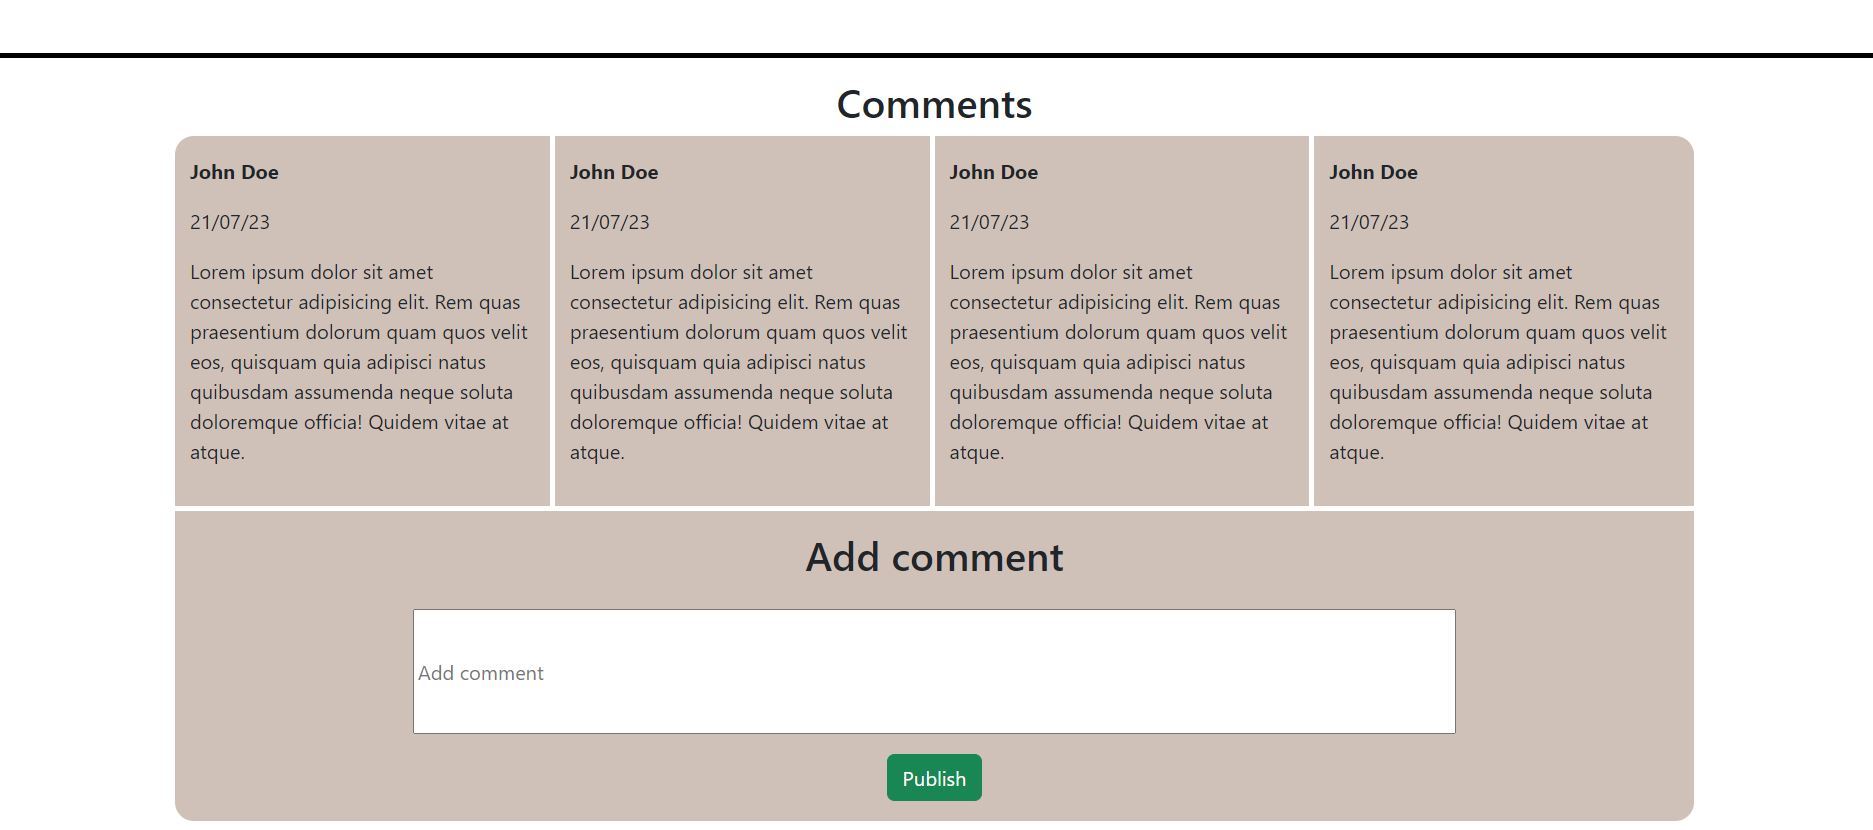 Comments
John Doe
21/07/23
Lorem ipsum dolor sit amet
consectetur adipisicing elit. Rem quas
praesentium dolorum quam quos velit
eos, quisquam quia adipisci natus
quibusdam assumenda neque soluta
doloremque officia! Quidem vitae at
atque.
John Doe
21/07/23
Lorem ipsum dolor sit amet
consectetur adipisicing elit. Rem quas
praesentium dolorum quam quos velit
eos, quisquam quia adipisci natus
quibusdam assumenda neque soluta
doloremque officia! Quidem vitae at
atque.
John Doe
21/07/23
Lorem ipsum dolor sit amet
consectetur adipisicing elit. Rem quas
praesentium dolorum quam quos velit
eos, quisquam quia adipisci natus
quibusdam assumenda neque soluta
doloremque officia! Quidem vitae at
atque.
John Doe
21/07/23
Lorem ipsum dolor sit amet
consectetur adipisicing elit. Rem quas
praesentium dolorum quam quos velit
eos, quisquam quia adipisci natus
quibusdam assumenda neque soluta
doloremque officia! Quidem vitae at
atque.
Add comment
Add comment
Publish